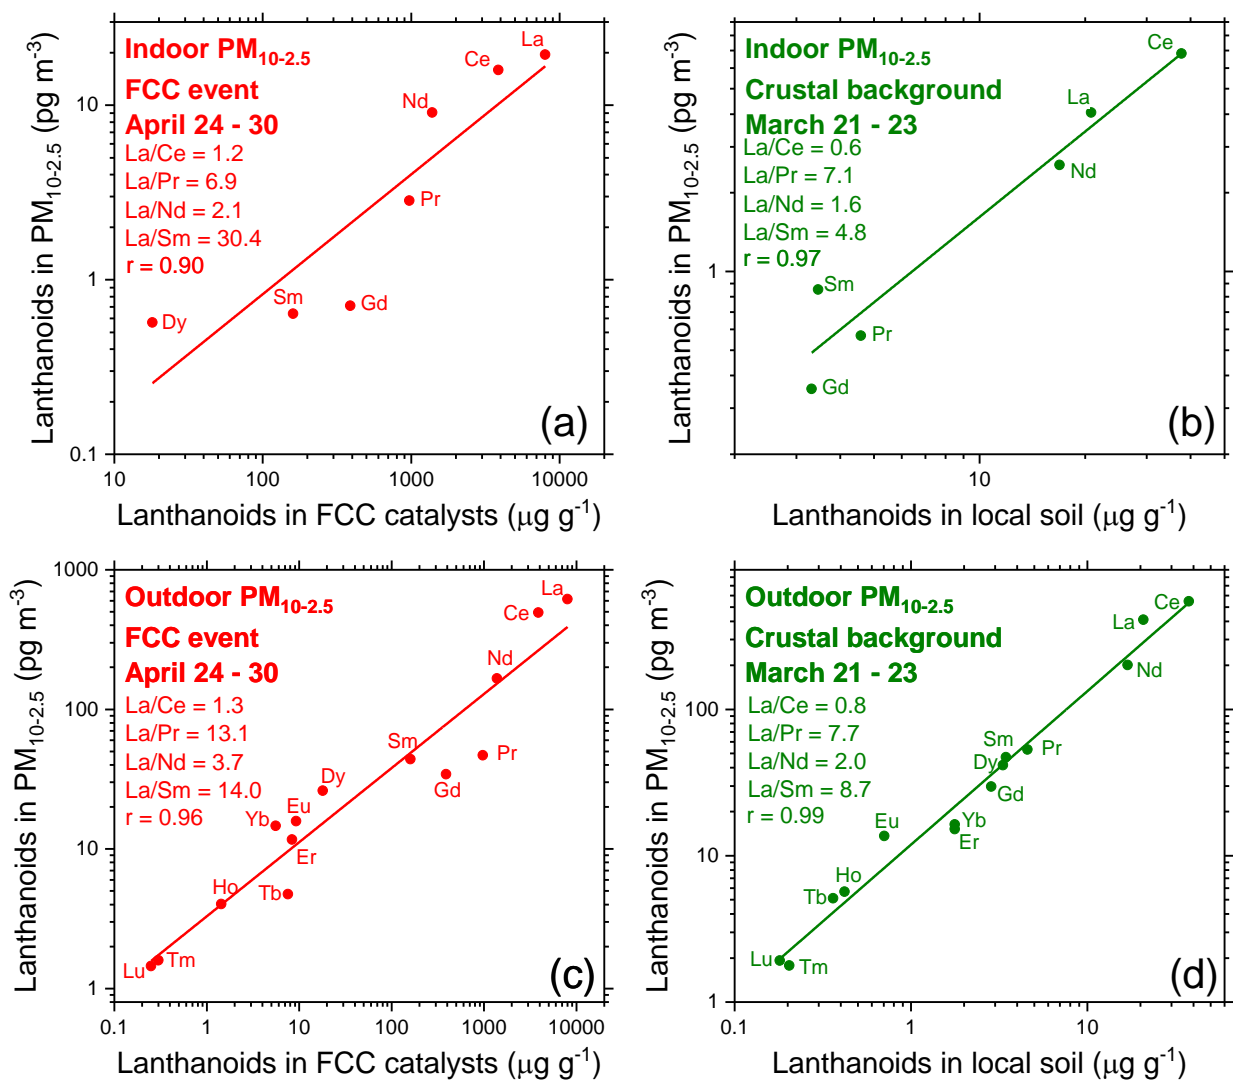 Indoor PM10-2.5
FCC event
April 24 - 30
La/Ce = 1.2
La/Pr = 6.9
La/Nd = 2.1
La/Sm = 30.4
r = 0.90
La
Ce
Nd
Pr
Sm
Gd
Dy
(a)
10
1
0.1
10
100
1000
10000
Lanthanoids in PM10-2.5 (pg m-3)
Lanthanoids in FCC catalysts (μg g-1)
Indoor PM10-2.5
Crustal background
March 21 - 23
La/Ce = 0.6
La/Pr = 7.1
La/Nd = 1.6
La/Sm = 4.8
r = 0.97
Ce
La
Nd
Sm
Pr
Gd
(b)
1
10
Lanthanoids in PM10-2.5 (pg m-3)
Lanthanoids in local soil (μg g-1)
Outdoor PM10-2.5
FCC event
April 24 - 30
La/Ce = 1.3
La/Pr = 13.1
La/Nd = 3.7
La/Sm = 14.0
r = 0.96
La
Ce
Nd
Sm
Pr
Gd
Dy
Eu
Yb
Er
Ho
Tb
Lu
Tm
(c)
1000
100
10
1
0.1
1
10
100
1000
10000
Lanthanoids in PM10-2.5 (pg m-3)
Lanthanoids in FCC catalysts (μg g-1)
Outdoor PM10-2.5
Crustal background
March 21 - 23
La/Ce = 0.8
La/Pr = 7.7
La/Nd = 2.0
La/Sm = 8.7
r = 0.99
Ce
La
Nd
Sm
Pr
Dy
Gd
Eu
Yb
Er
Ho
Tb
Lu
Tm
(d)
100
10
1
0.1
1
10
Lanthanoids in PM10-2.5 (pg m-3)
Lanthanoids in local soil (μg g-1)